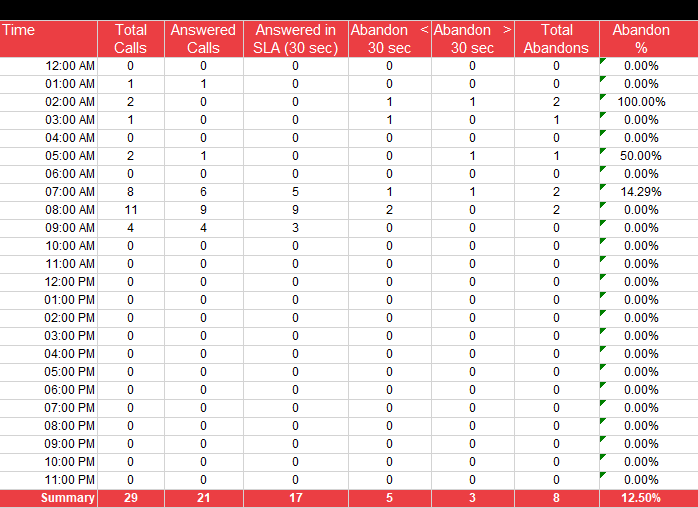 Time Total Calls Answered Calls Answered in SLA (30 sec) Abandon < 30 sec Abandon > 30 sec Total Abandons Abandon %
12:00 AM 0 0 0 0 0 0 0.00%
01:00 AM 1 1 0 0 0 0 0.00%
02:00 AM 2 0 0 1 1 2 100.00%
03:00 AM 1 0 0 1 0 1 0.00%
04:00 AM 0 0 0 0 0 0 0.00%
05:00 AM 2 1 0 0 1 1 50.00%
06:00 AM 0 0 0 0 0 0 0.00%
07:00 AM 8 6 5 1 1 2 14.29%
08:00 AM 11 9 9 2 0 2 0.00%
09:00 AM 4 4 3 0 0 0 0.00%
10:00 AM 0 0 0 0 0 0 0.00%
11:00 AM 0 0 0 0 0 0 0.00%
12:00 PM 0 0 0 0 0 0 0.00%
01:00 PM 0 0 0 0 0 0 0.00%
02:00 PM 0 0 0 0 0 0 0.00%
03:00 PM 0 0 0 0 0 0 0.00%
04:00 PM 0 0 0 0 0 0 0.00%
05:00 PM 0 0 0 0 0 0 0.00%
06:00 PM 0 0 0 0 0 0 0.00%
07:00 PM 0 0 0 0 0 0 0.00%
08:00 PM 0 0 0 0 0 0 0.00%
09:00 PM 0 0 0 0 0 0 0.00%
10:00 PM 0 0 0 0 0 0 0.00%
11:00 PM 0 0 0 0 0 0 0.00%
Summary 29 21 17 5 3 8 12.50%